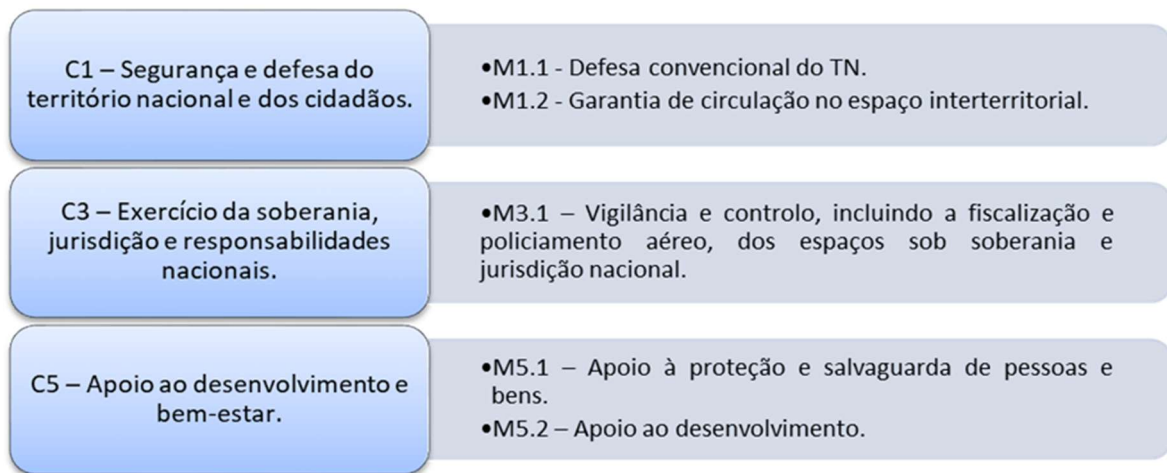 C1 – Segurança e defesa do
território nacional e dos cidadãos.
•M1.1 - Defesa convencional do TN.
•M1.2 - Garantia de circulação no espaço interterritorial.
C3 – Exercício da soberania,
jurisdição e responsabilidades
nacionais.
•M3.1 – Vigilância e controlo, incluindo a fiscalização e
policiamento aéreo, dos espaços sob soberania e
jurisdição nacional.
C5 – Apoio ao desenvolvimento e
bem-estar.
•M5.1 – Apoio à proteção e salvaguarda de pessoas e
bens.
•M5.2 – Apoio ao desenvolvimento.